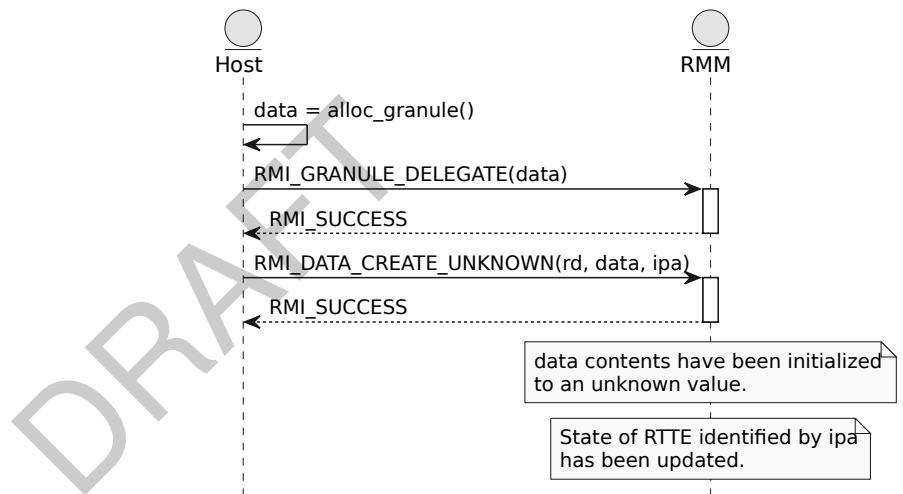 Host
RMM
data = alloc_granule()
RMI_GRANULE_DELEGATE(data)
RMI_SUCCESS
RMI_DATA_CREATE_UNKNOWN(rd, data, ipa)
RMI_SUCCESS
data contents have been initialized
to an unknown value.
State of RTTE identified by ipa
has been updated.
DRAFT